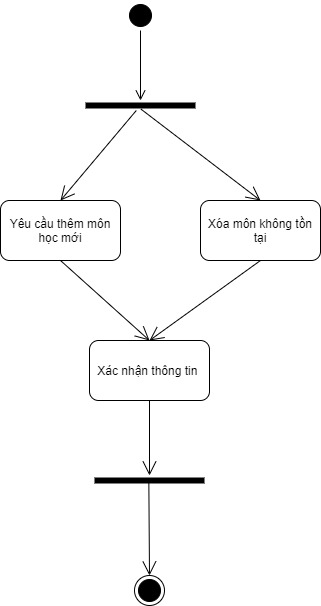 Yêu cầu thêm môn
học mới
Xóa môn không tồn
tại
Xác nhận thông tin